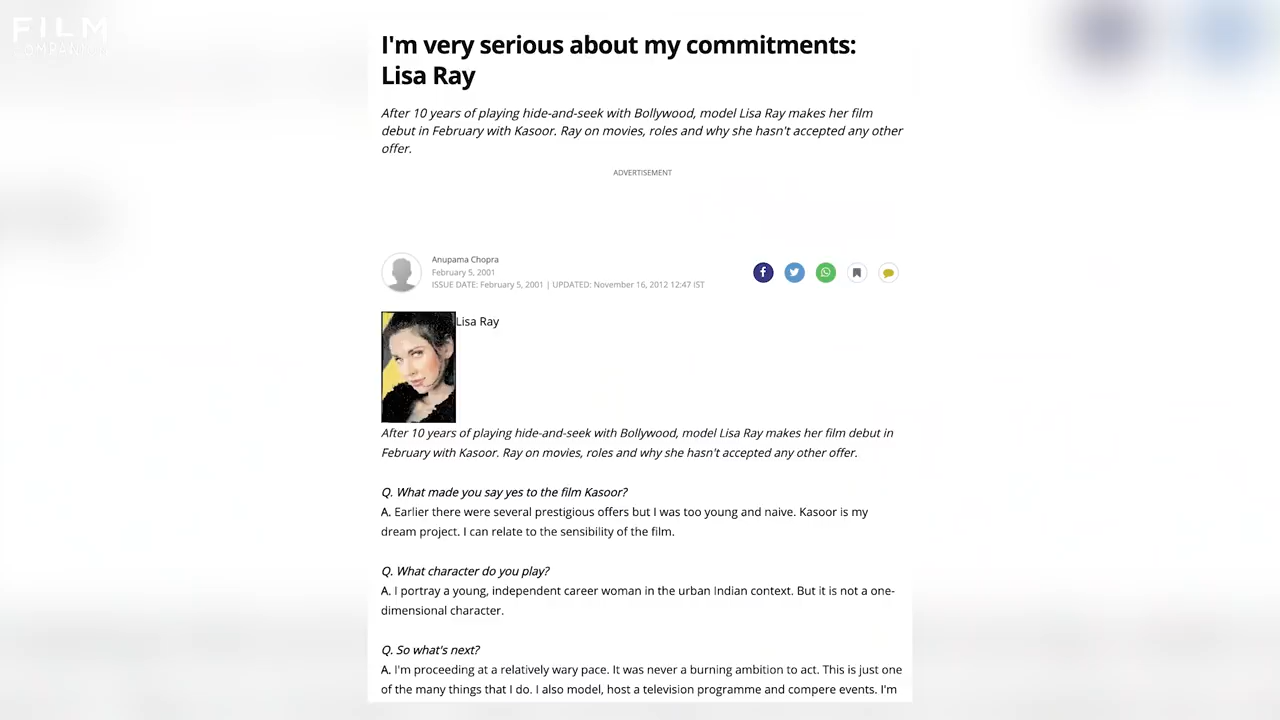 FILM
COMPANION
I'm very serious about my commitments:
Lisa Ray
After 10 years of playing hide-and-seek with Bollywood, model Lisa Ray makes her film
debut in February with Kasoor. Ray on movies, roles and why she hasn't accepted any other
offer.
ADVERTISEMENT
Anupama Chopra
February 5, 2001
ISSUE DATE: February 5, 2001 | UPDATED: November 16, 2012 12:47 IST
Lisa Ray
After 10 years of playing hide-and-seek with Bollywood, model Lisa Ray makes her film debut in
February with Kasoor. Ray on movies, roles and why she hasn't accepted any other offer.
Q. What made you say yes to the film Kasoor?
A. Earlier there were several prestigious offers but I was too young and naive. Kasoor is my
dream project. I can relate to the sensibility of the film.
Q. What character do you play?
A. I portray a young, independent career woman in the urban Indian context. But it is not a one-
dimensional character.
Q. So what's next?
A. I'm proceeding at a relatively wary pace. It was never a burning ambition to act. This is just one
of the many things that I do. I also model, host a television programme and compere events. I'm